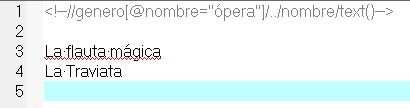 1 <!--//genero[@nombre="ópera"]/../nombre/text()-->
2
3 La flauta mágica
4 La Traviata
5